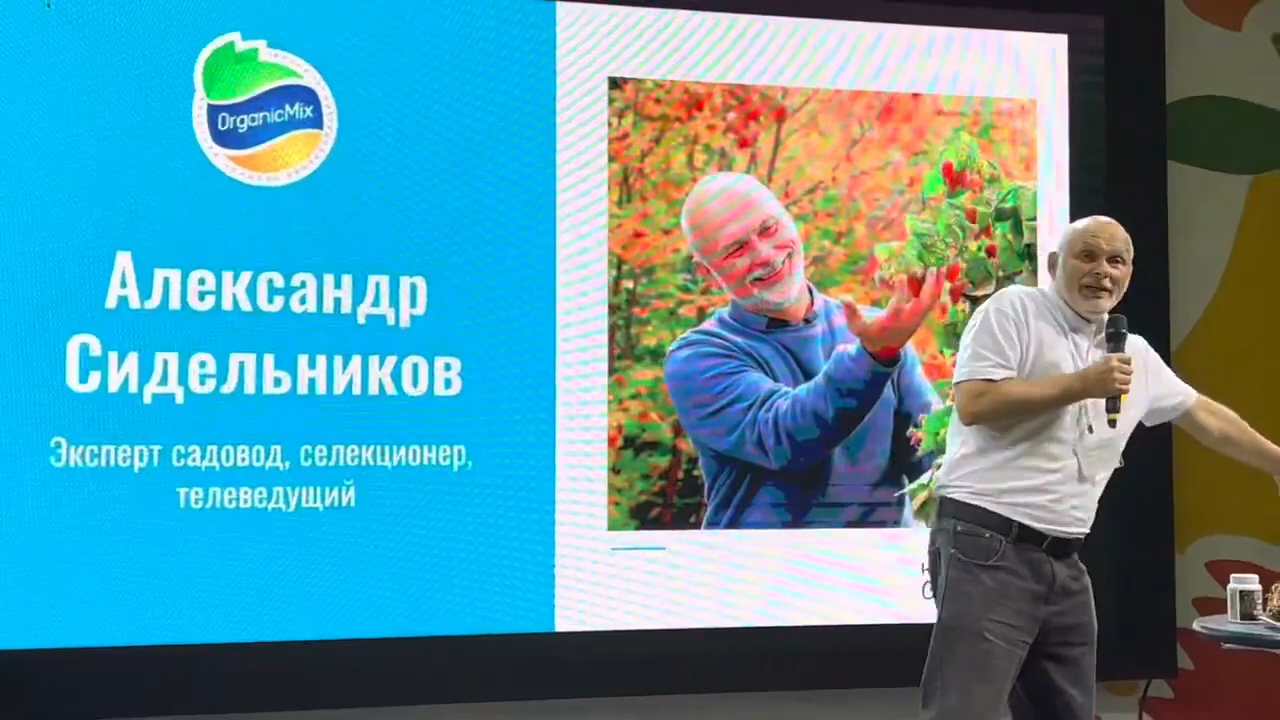 OrganicMix
Александр
Сидельников
Эксперт садовод, селекционер,
телеведущий